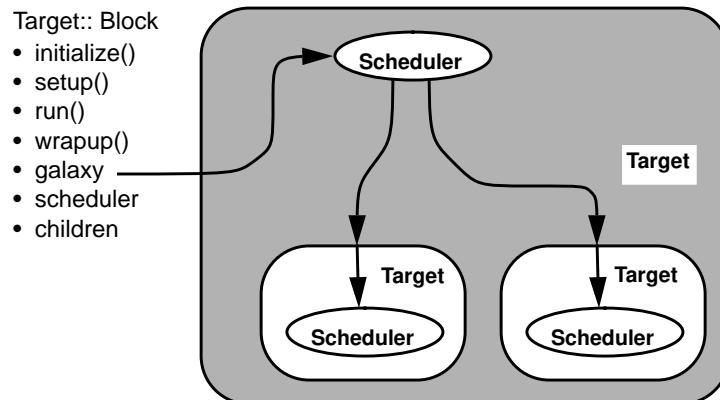 Target:: Block
• initialize()
• setup()
• run()
• wrapup()
• galaxy
• scheduler
• children
Scheduler
Target
Target
Scheduler
Target
Scheduler